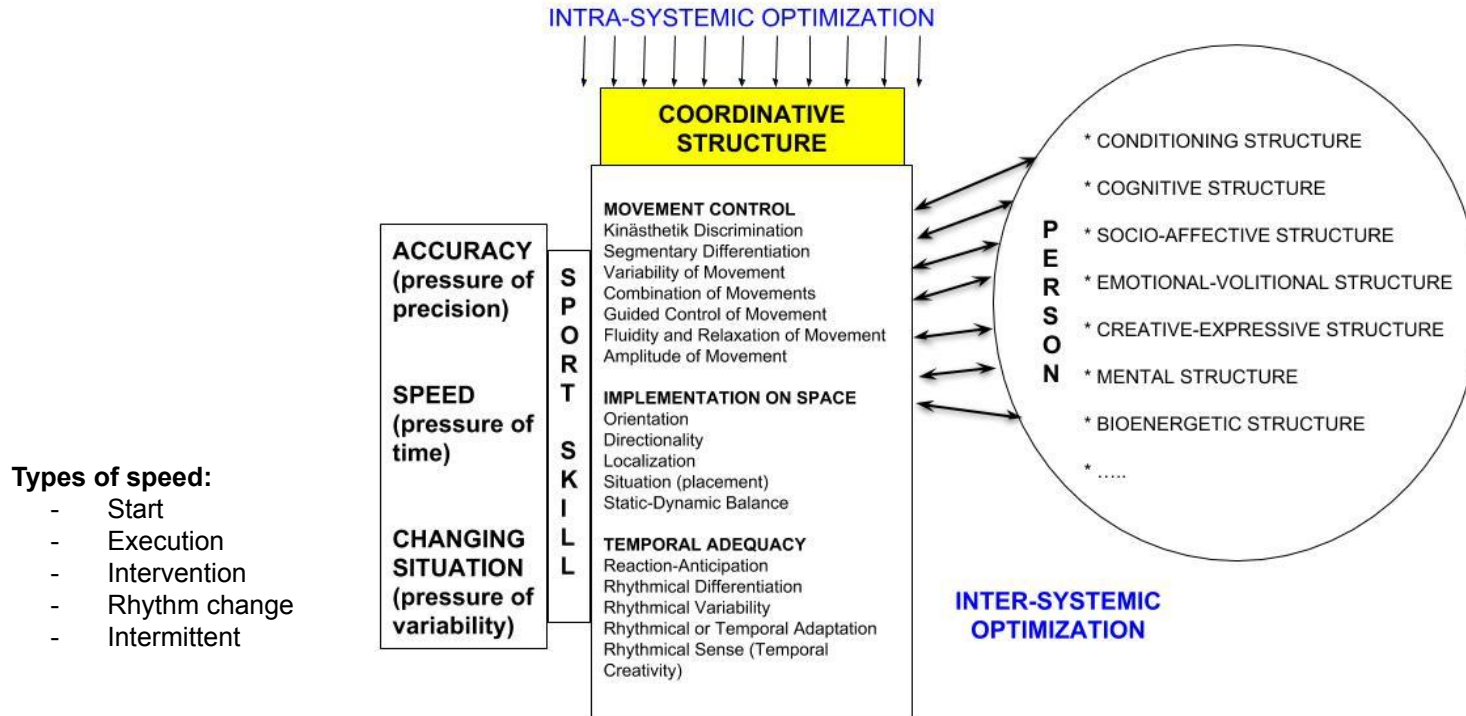 INTRA-SYSTEMIC OPTIMIZATION
COORDINATIVE
STRUCTURE
MOVEMENT CONTROL
Kinästhetik Discrimination
Segmentary Differentiation
Variability of Movement
Combination of Movements
Guided Control of Movement
Fluidity and Relaxation of Movement
Amplitude of Movement
IMPLEMENTATION ON SPACE
Orientation
Directionality
Localization
Situation (placement)
Static-Dynamic Balance
TEMPORAL ADEQUACY
Reaction-Anticipation
Rhythmical Differentiation
Rhythmical Variability
Rhythmical or Temporal Adaptation
Rhythmical Sense (Temporal
Creativity)
ACCURACY
(pressure of
precision)
SPEED
(pressure of
time)
CHANGING
SITUATION
(pressure of
variability)
SPORT SKILL
Types of speed:
- Start
- Execution
- Intervention
- Rhythm change
- Intermittent
PERSON
* CONDITIONING STRUCTURE
* COGNITIVE STRUCTURE
* SOCIO-AFFECTIVE STRUCTURE
* EMOTIONAL-VOLITIONAL STRUCTURE
* CREATIVE-EXPRESSIVE STRUCTURE
* MENTAL STRUCTURE
* BIOENERGETIC STRUCTURE
* .....
INTER-SYSTEMIC
OPTIMIZATION